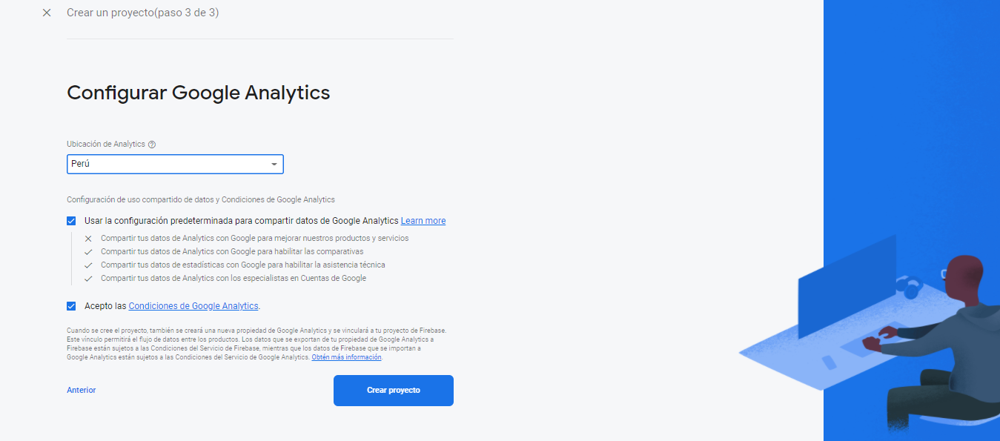 Crear un proyecto(paso 3 de 3)
Configurar Google Analytics
Ubicación de Analytics
Perú
Configuración de uso compartido de datos y Condiciones de Google Analytics
Usar la configuración predeterminada para compartir datos de Google Analytics Learn more
Compartir tus datos de Analytics con Google para mejorar nuestros productos y servicios
Compartir tus datos de Analytics con Google para habilitar las comparativas
Compartir tus datos de estadísticas con Google para habilitar la asistencia técnica
Compartir tus datos de Analytics con los especialistas en Cuentas de Google
Acepto las Condiciones de Google Analytics.
Cuando se cree el proyecto, también se creará una nueva propiedad de Google Analytics y se vinculará a tu proyecto de Firebase.
Este vínculo permitirá el flujo de datos entre los productos. Los datos que se exportan de tu propiedad de Google Analytics a
Firebase están sujetos a las Condiciones del Servicio de Firebase, mientras que los datos de Firebase que se importan a
Google Analytics están sujetos a las Condiciones del Servicio de Google Analytics. Obtén más información.
Anterior
Crear proyecto